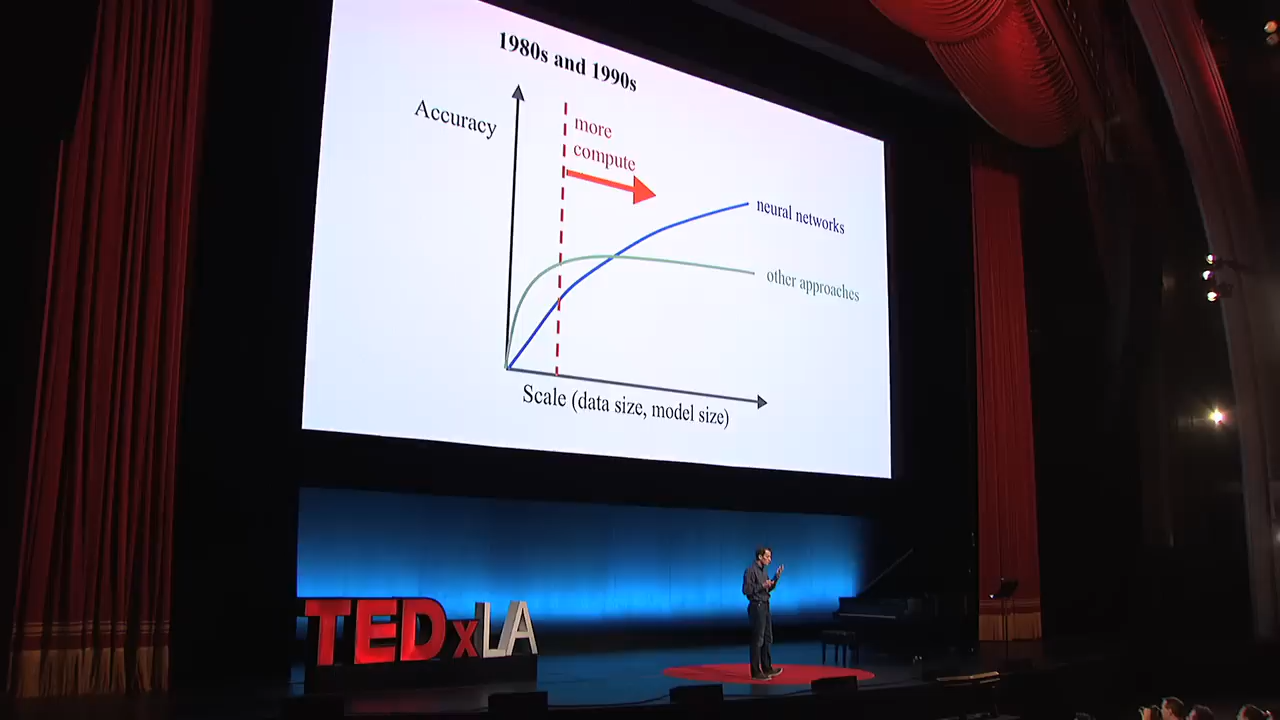 1980s and 1990s
Accuracy
more
compute
neural networks
other approaches
Scale (data size, model size)
TEDxLA